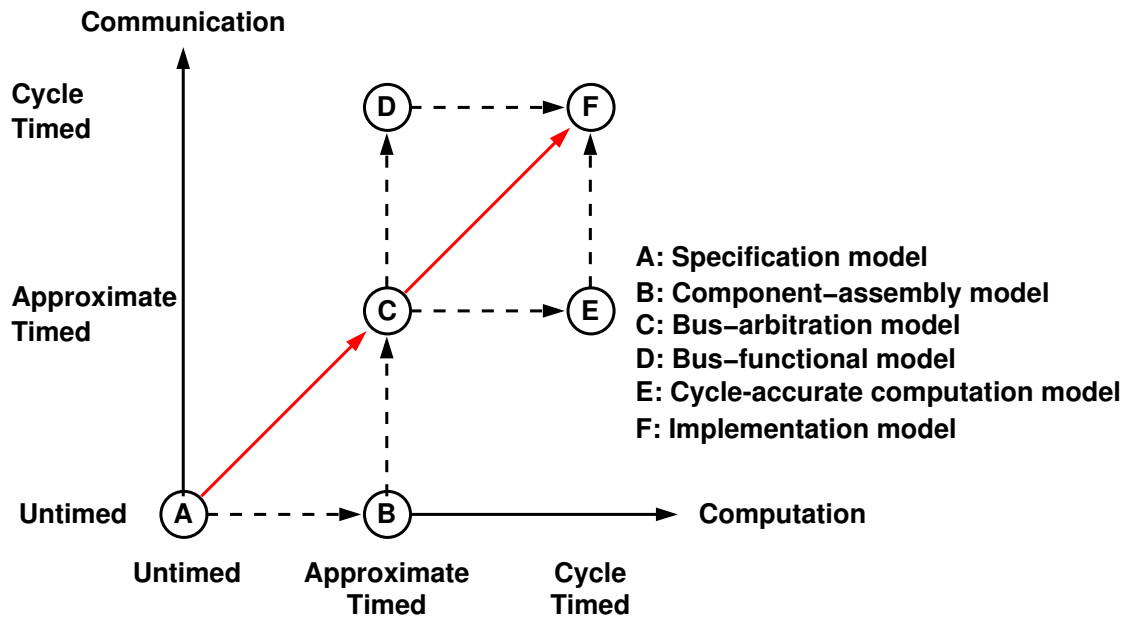 Communication
Cycle
Timed
D
F
A: Specification model
B: Component−assembly model
Approximate
Timed
C
E
C: Bus−arbitration model
D: Bus−functional model
E: Cycle-accurate computation model
F: Implementation model
Untimed
A
B
Computation
Untimed
Approximate
Timed
Cycle
Timed